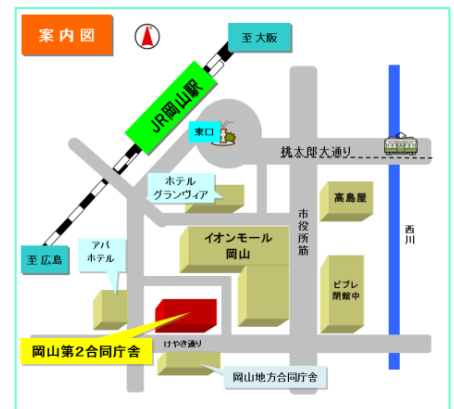 案内図
至大阪
JR岡山駅
東口
桃太郎大通り
ホテル
グランヴィア
高島屋
市役所筋
西川
イオンモール
岡山
アパ
ホテル
至広島
ビブレ
閉館中
岡山第2合同庁舎
けやき通り
岡山地方合同庁舎